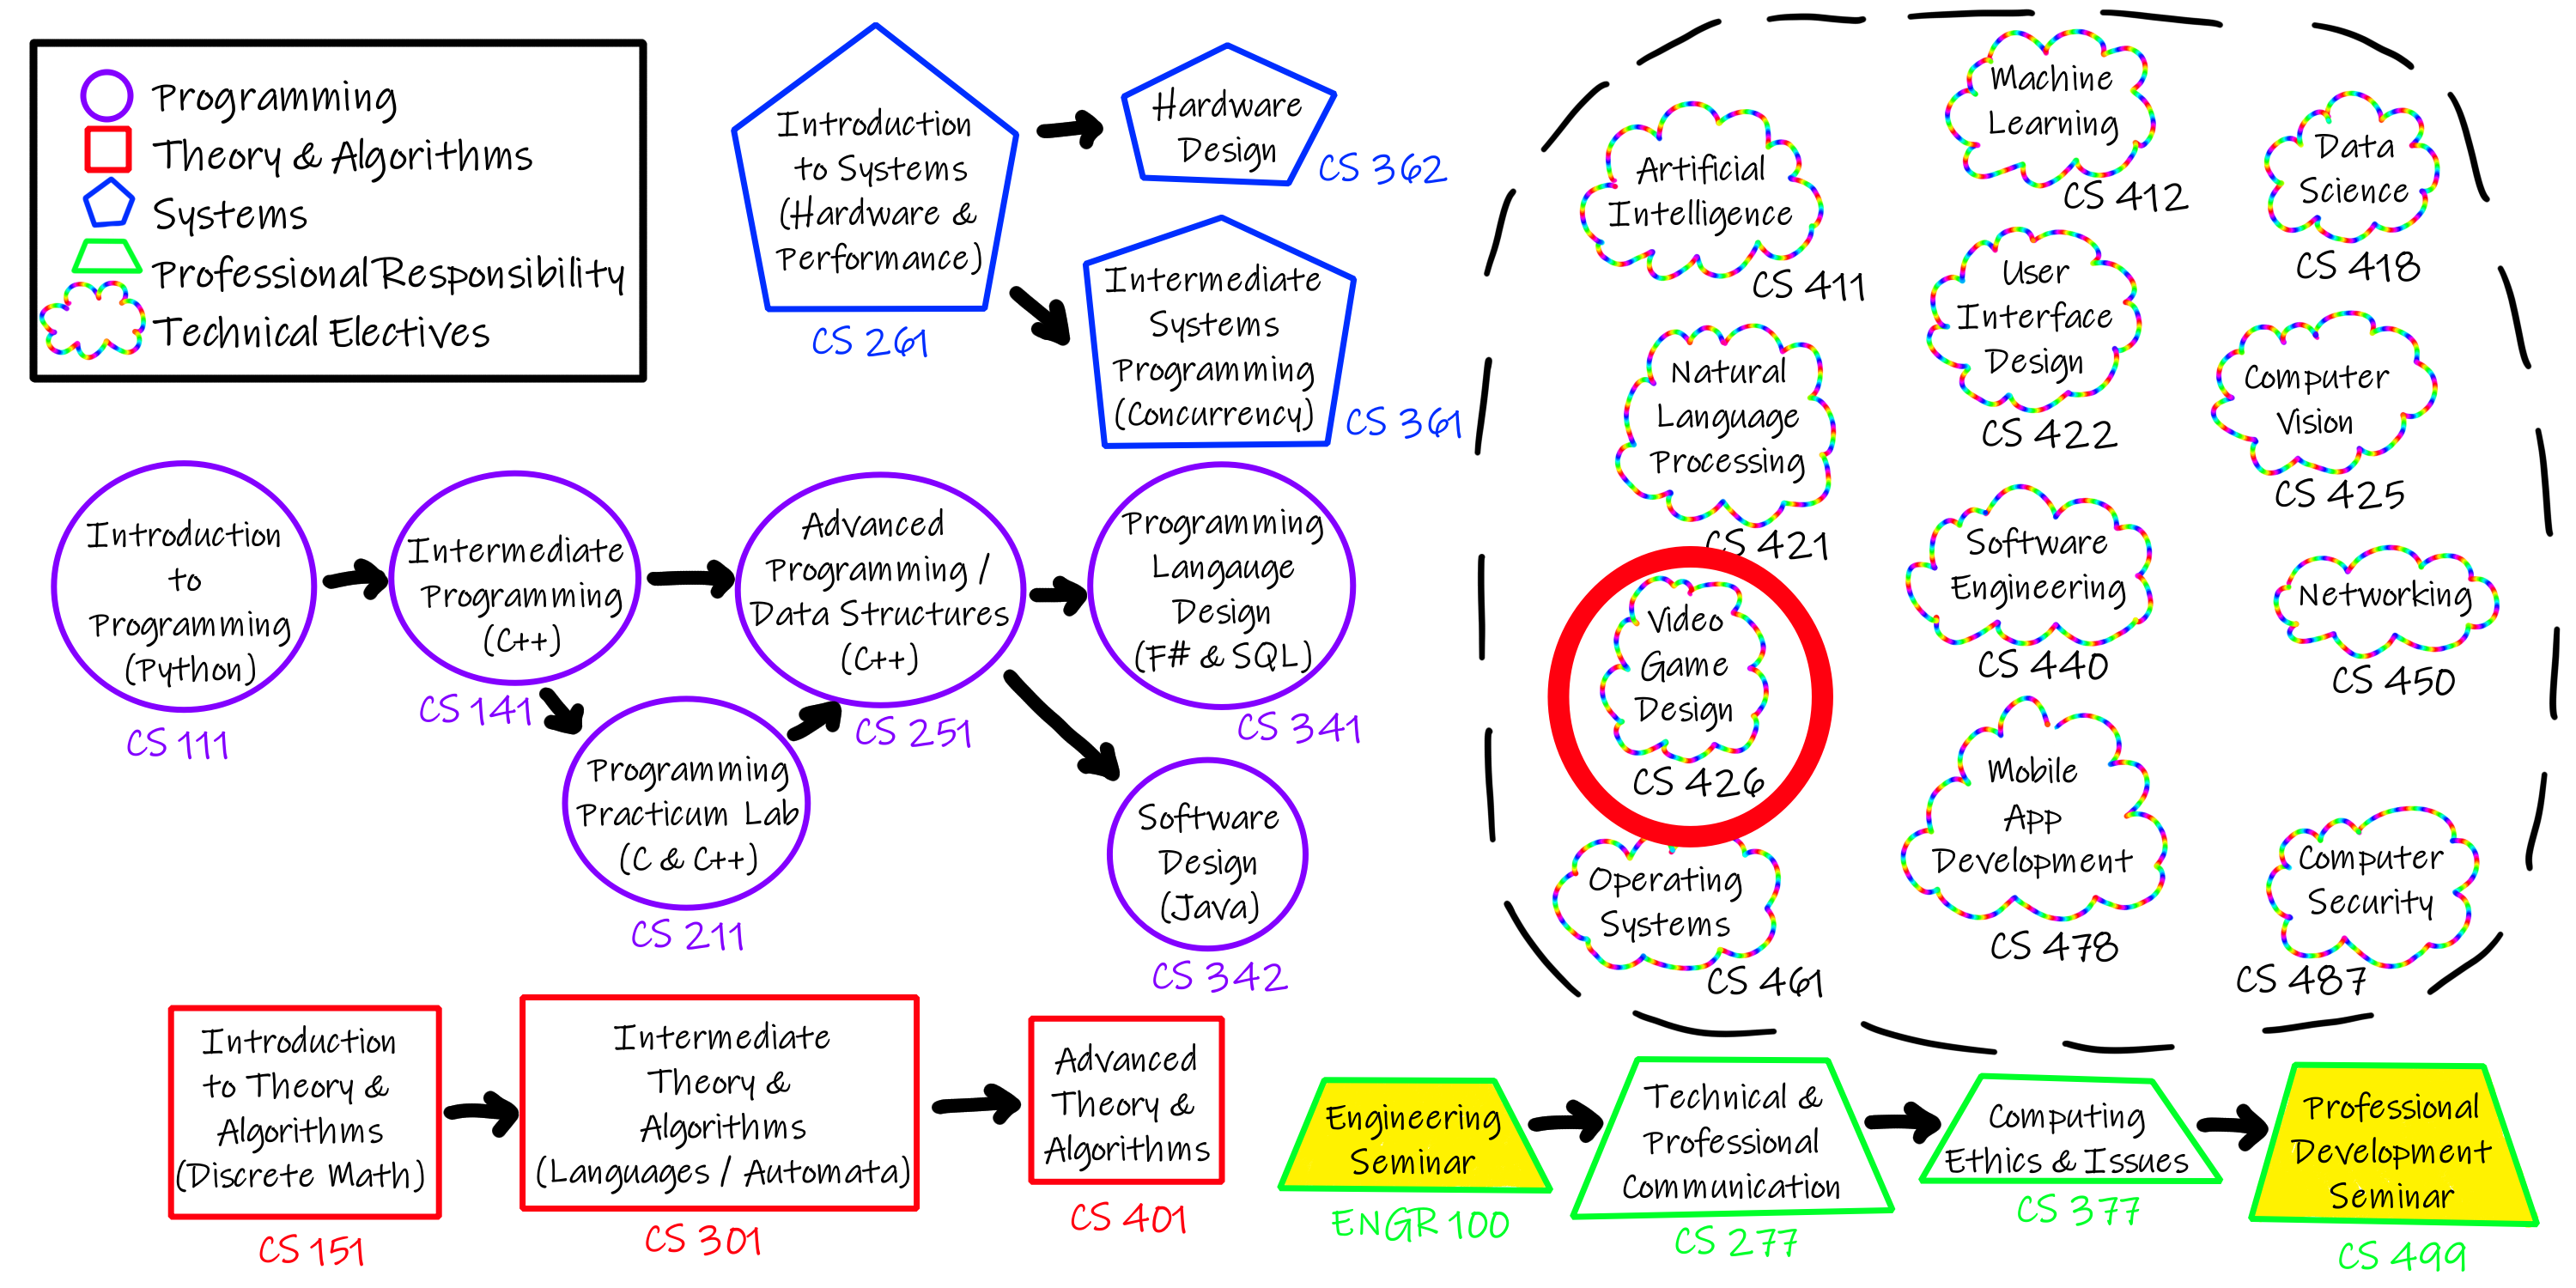 Programming
Theory & Algorithms
Systems
Professional Responsibility
Technical Electives
Introduction
to Systems
(Hardware &
Performance)
CS 261
Hardware
Design
CS 362
Intermediate
Systems
Programming
(Concurrency)
CS 361
Introduction
to
Programming
(Python)
CS 111
Intermediate
Programming
(C++)
CS 141
Programming
Practicum Lab
(C & C++)
CS 211
Advanced
Programming /
Data Structures
(C++)
CS 251
Programming
Langauge
Design
(F# & SQL)
CS 341
Software
Design
(Java)
CS 342
Introduction
to Theory &
Algorithms
(Discrete Math)
CS 151
Intermediate
Theory &
Algorithms
(Languages / Automata)
CS 301
Advanced
Theory &
Algorithms
CS 401
Artificial
Intelligence
CS 411
Machine
Learning
CS 412
Data
Science
CS 418
Natural
Language
Processing
CS 421
User
Interface
Design
CS 422
Computer
Vision
CS 425
Video
Game
Design
CS 426
Software
Engineering
CS 440
Networking
CS 450
Operating
Systems
CS 461
Mobile
App
Development
CS 478
Computer
Security
CS 487
Engineering
Seminar
ENGR 100
Technical &
Professional
Communication
CS 277
Computing
Ethics & Issues
CS 377
Professional
Development
Seminar
CS 499